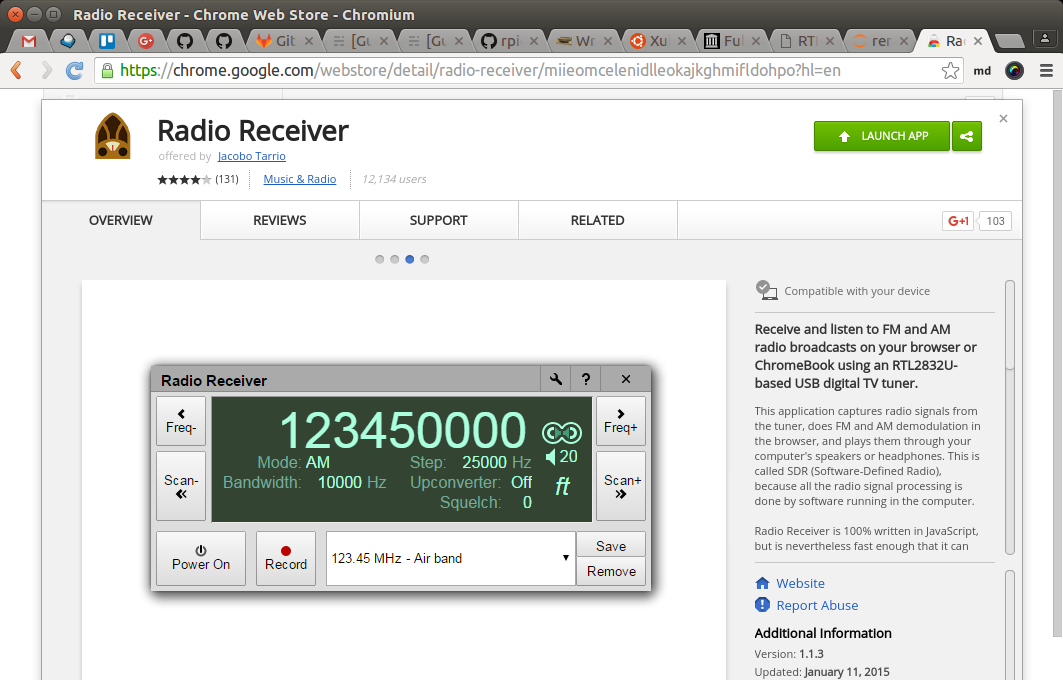 Radio Receiver - Chrome Web Store - Chromium
Git
[Gu
[Gu
rpi
Wr
Xu
Ful
RTI
rer
Ra
https://chrome.google.com/webstore/detail/radio-receiver/miieomcelenidlleokajkghmifldohpo?hl=en
md
Radio Receiver
offered by Jacobo Tarrio
(131) Music & Radio 12,134 users
LAUNCH APP
OVERVIEW REVIEWS SUPPORT RELATED
G+1 103
Compatible with your device
Receive and listen to FM and AM
radio broadcasts on your browser or
ChromeBook using an RTL2832U-
based USB digital TV tuner.
This application captures radio signals from
the tuner, does FM and AM demodulation in
the browser, and plays them through your
computer's speakers or headphones. This is
called SDR (Software-Defined Radio),
because all the radio signal processing is
done by software running in the computer.
Radio Receiver is 100% written in JavaScript,
but is nevertheless fast enough that it can
Website
Report Abuse
Additional Information
Version: 1.1.3
Updated: January 11, 2015
Radio Receiver ? ×
Freq-
Scan-
123450000
Mode: AM Step: 25000 Hz
Bandwidth: 10000 Hz Upconverter: Off
Squelch: 0
20
ft
Freq+
Scan+
Power On
Record
123.45 MHz - Air band
Save
Remove